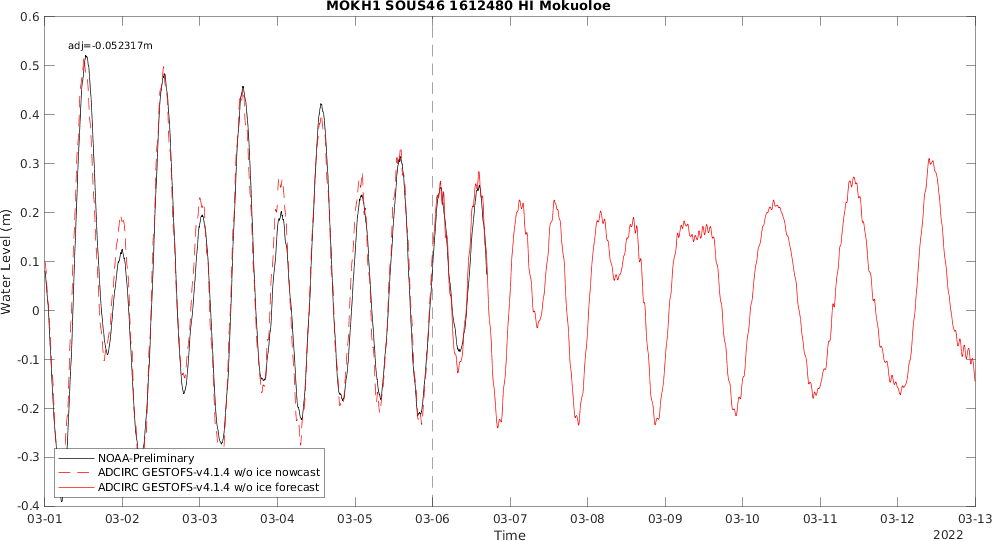 MOKH1 SOUS46 1612480 HI Mokuoloe
adj=-0.052317m
Water Level (m)
0.6
0.5
0.4
0.3
0.2
0.1
0
-0.1
-0.2
-0.3
-0.4
NOAA-Preliminary
ADCIRC GESTOFS-v4.1.4 w/o ice nowcast
ADCIRC GESTOFS-v4.1.4 w/o ice forecast
03-01 03-02 03-03 03-04 03-05 03-06 03-07 03-08 03-09 03-10 03-11 03-12 03-13
Time
2022